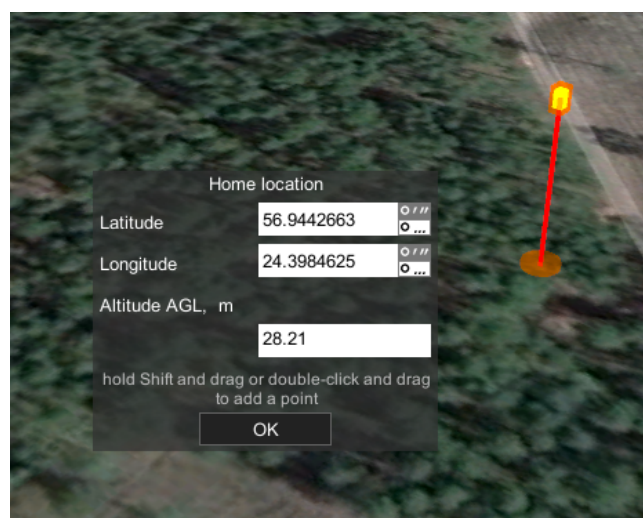 Home location
Latitude 56.9442663 O ′ ″
O ...
Longitude 24.3984625 O ′ ″
O ...
Altitude AGL, m
28.21
hold Shift and drag or double-click and drag
to add a point
OK